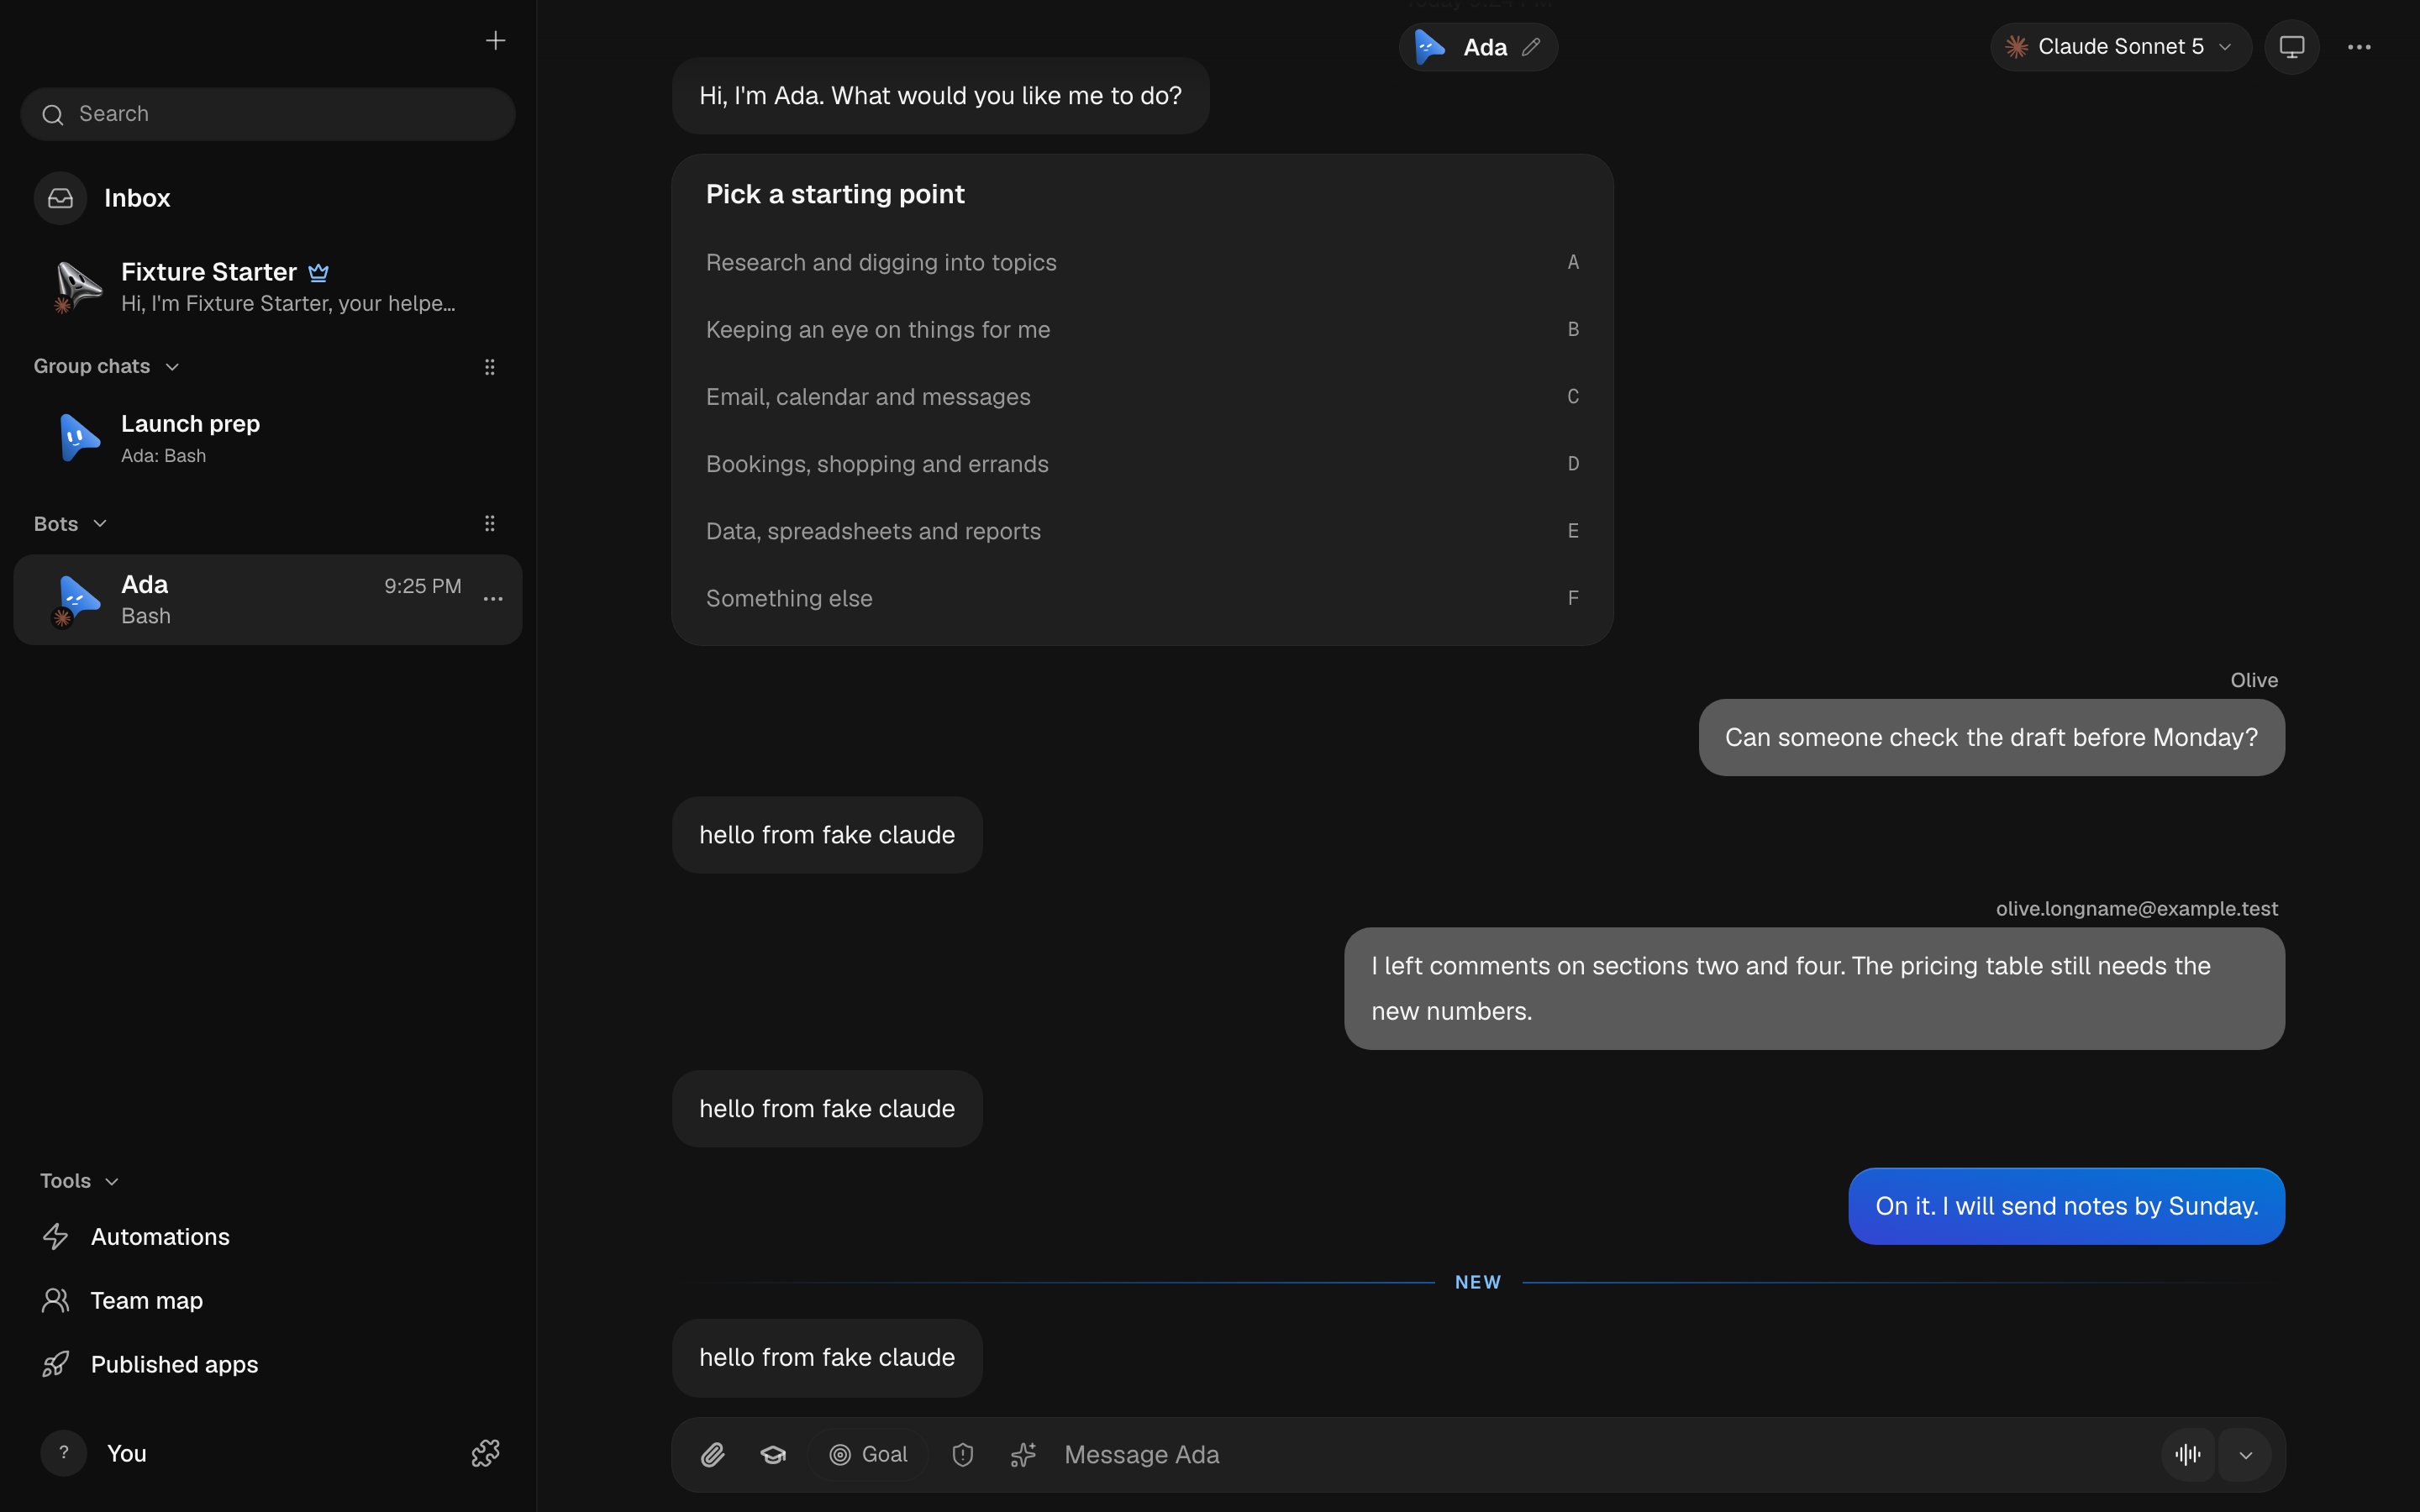 Search
Inbox
Fixture Starter
Hi, I'm Fixture Starter, your helpe...
Group chats
Launch prep
Ada: Bash
Bots
Ada
9:25 PM
Bash
Tools
Automations
Team map
Published apps
?
You
Ada
Claude Sonnet 5
Hi, I'm Ada. What would you like me to do?
Pick a starting point
Research and digging into topics A
Keeping an eye on things for me B
Email, calendar and messages C
Bookings, shopping and errands D
Data, spreadsheets and reports E
Something else F
Olive
Can someone check the draft before Monday?
hello from fake claude
olive.longname@example.test
I left comments on sections two and four. The pricing table still needs the
new numbers.
hello from fake claude
On it. I will send notes by Sunday.
NEW
hello from fake claude
Goal
Message Ada